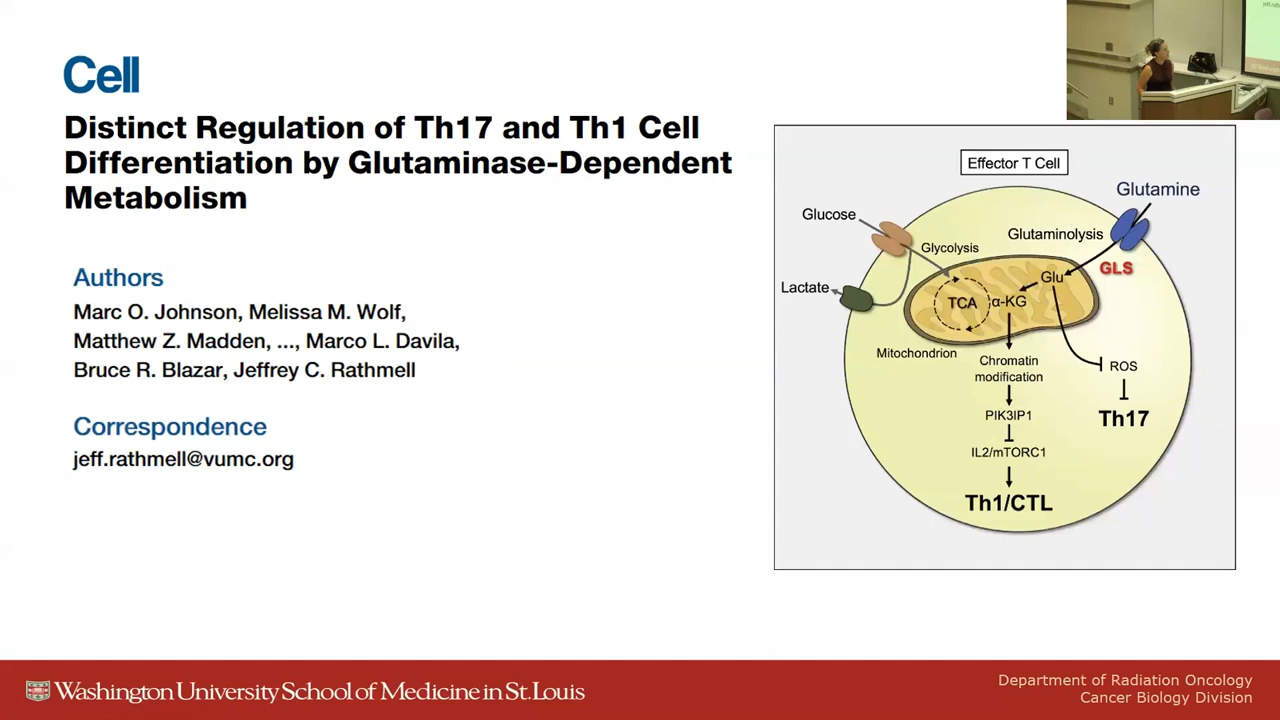 Cell
Distinct Regulation of Th17 and Th1 Cell
Differentiation by Glutaminase-Dependent
Metabolism
Authors
Marc O. Johnson, Melissa M. Wolf,
Matthew Z. Madden, ..., Marco L. Davila,
Bruce R. Blazar, Jeffrey C. Rathmell
Correspondence
jeff.rathmell@vumc.org
Effector T Cell
Glutamine
Glucose
Glutaminolysis
Glycolysis
GLS
Glu
Lactate
TCA
α-KG
Mitochondrion
Chromatin
modification
ROS
PIK3IP1
Th17
IL2/mTORC1
Th1/CTL
Washington University School of Medicine in St. Louis
Department of Radiation Oncology
Cancer Biology Division